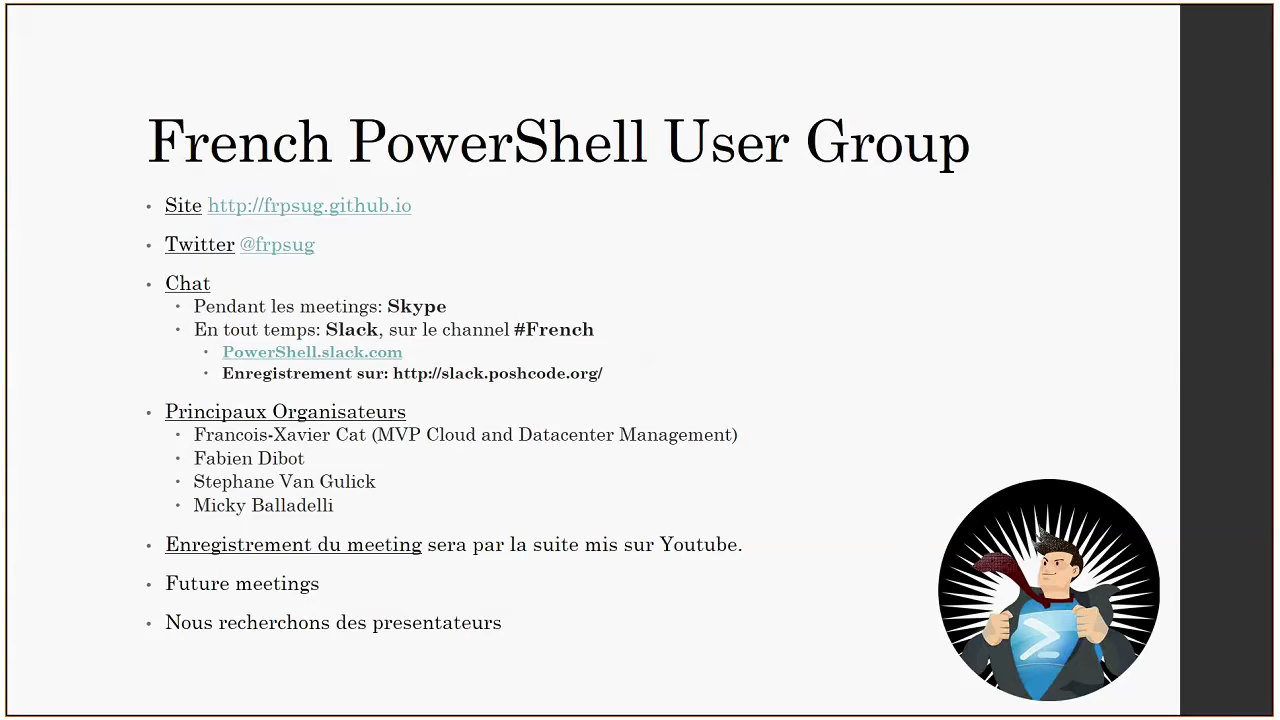 French PowerShell User Group
• Site http://frpsug.github.io
• Twitter @frpsug
• Chat
• Pendant les meetings: Skype
• En tout temps: Slack, sur le channel #French
• PowerShell.slack.com
• Enregistrement sur: http://slack.poshcode.org/
• Principaux Organisateurs
• Francois-Xavier Cat (MVP Cloud and Datacenter Management)
• Fabien Dibot
• Stephane Van Gulick
• Micky Balladelli
• Enregistrement du meeting sera par la suite mis sur Youtube.
• Future meetings
• Nous recherchons des presentateurs